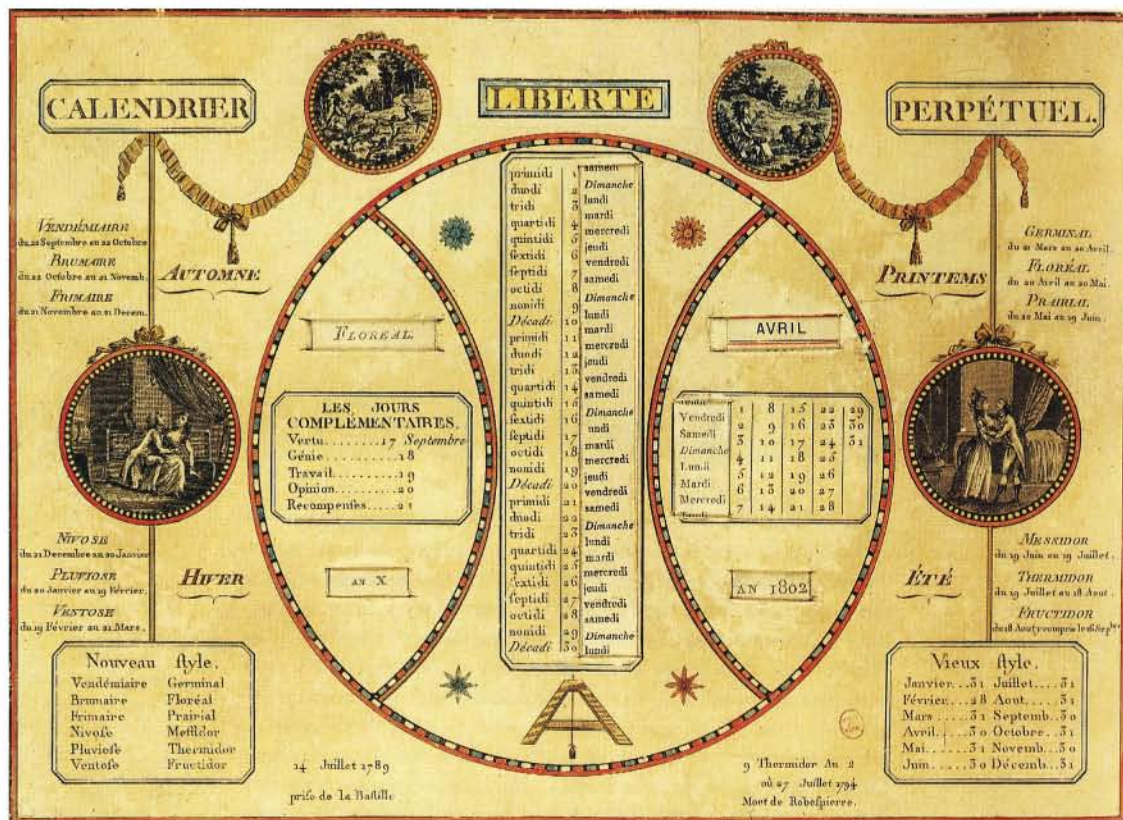 CALENDRIER
LIBERTE
PERPÉTUEL.
VENDÉMIAIRE
du 22 Septembre au 22 Octobre
BRUMAIRE
du 22 Octobre au 21 Novemb.
FRIMAIRE
du 21 Novembre au 21 Decem.
AUTOMNE
NIVOSE
du 21 Decembre au 20 Janvier
PLUVIOSE
du 20 Janvier au 19 Février.
VENTOSE
du 19 Février au 21 Mars.
HIVER
Nouveau ſtyle.
Vendémiaire Germinal
Brumaire Floréal
Frimaire Prairial
Nivoſe Meſſidor
Pluvioſe Thermidor
Ventoſe Fructidor
FLOREAL
LES JOURS
COMPLÉMENTAIRES.
Vertu........17 Septembre
Génie..........18
Travail.........19
Opinion.........20
Recompenſes.....21
AN X
primidi 1 samedi
duodi 2 Dimanche
tridi 3 lundi
quartidi 4 mardi
quintidi 5 mercredi
ſextidi 6 jeudi
ſeptidi 7 vendredi
octidi 8 samedi
nonidi 9 Dimanche
Décadi 10 lundi
primidi 11 mardi
duodi 12 mercredi
tridi 13 jeudi
quartidi 14 vendredi
quintidi 15 samedi
ſextidi 16 Dimanche
ſeptidi 17 lundi
octidi 18 mardi
nonidi 19 mercredi
Décadi 20 jeudi
primidi 21 vendredi
duodi 22 samedi
tridi 23 Dimanche
quartidi 24 lundi
quintidi 25 mardi
ſextidi 26 mercredi
ſeptidi 27 jeudi
octidi 28 vendredi
nonidi 29 samedi
Décadi 30 Dimanche
lundi
AVRIL
Vendredi 1 8 15 22 29
Samedi 2 9 16 23 30
Dimanche 3 10 17 24 31
Lundi 4 11 18 25
Mardi 5 12 19 26
Mercredi 6 13 20 27
7 14 21 28
AN 1802
PRINTEMS
GERMINAL
du 21 Mars au 20 Avril.
FLORÉAL
du 20 Avril au 20 Mai.
PRAIRIAL
du 20 Mai au 19 Juin.
ÉTÉ
MESSIDOR
du 19 Juin au 19 Juillet.
THERMIDOR
du 19 Juillet au 18 Aout.
FRUCTIDOR
du 18 Aout y compris le 16 Sepbre
Vieux ſtyle.
Janvier...31 Juillet....31
Février...28 Aout.....31
Mars.....31 Septemb..30
Avril.....30 Octobre..31
Mai......31 Novemb...30
Juin.....30 Décemb...31
14 Juillet 1789
priſe de la Baſtille
9 Thermidor An 2
où 27 Juillet 1794
Mort de Robeſpierre.